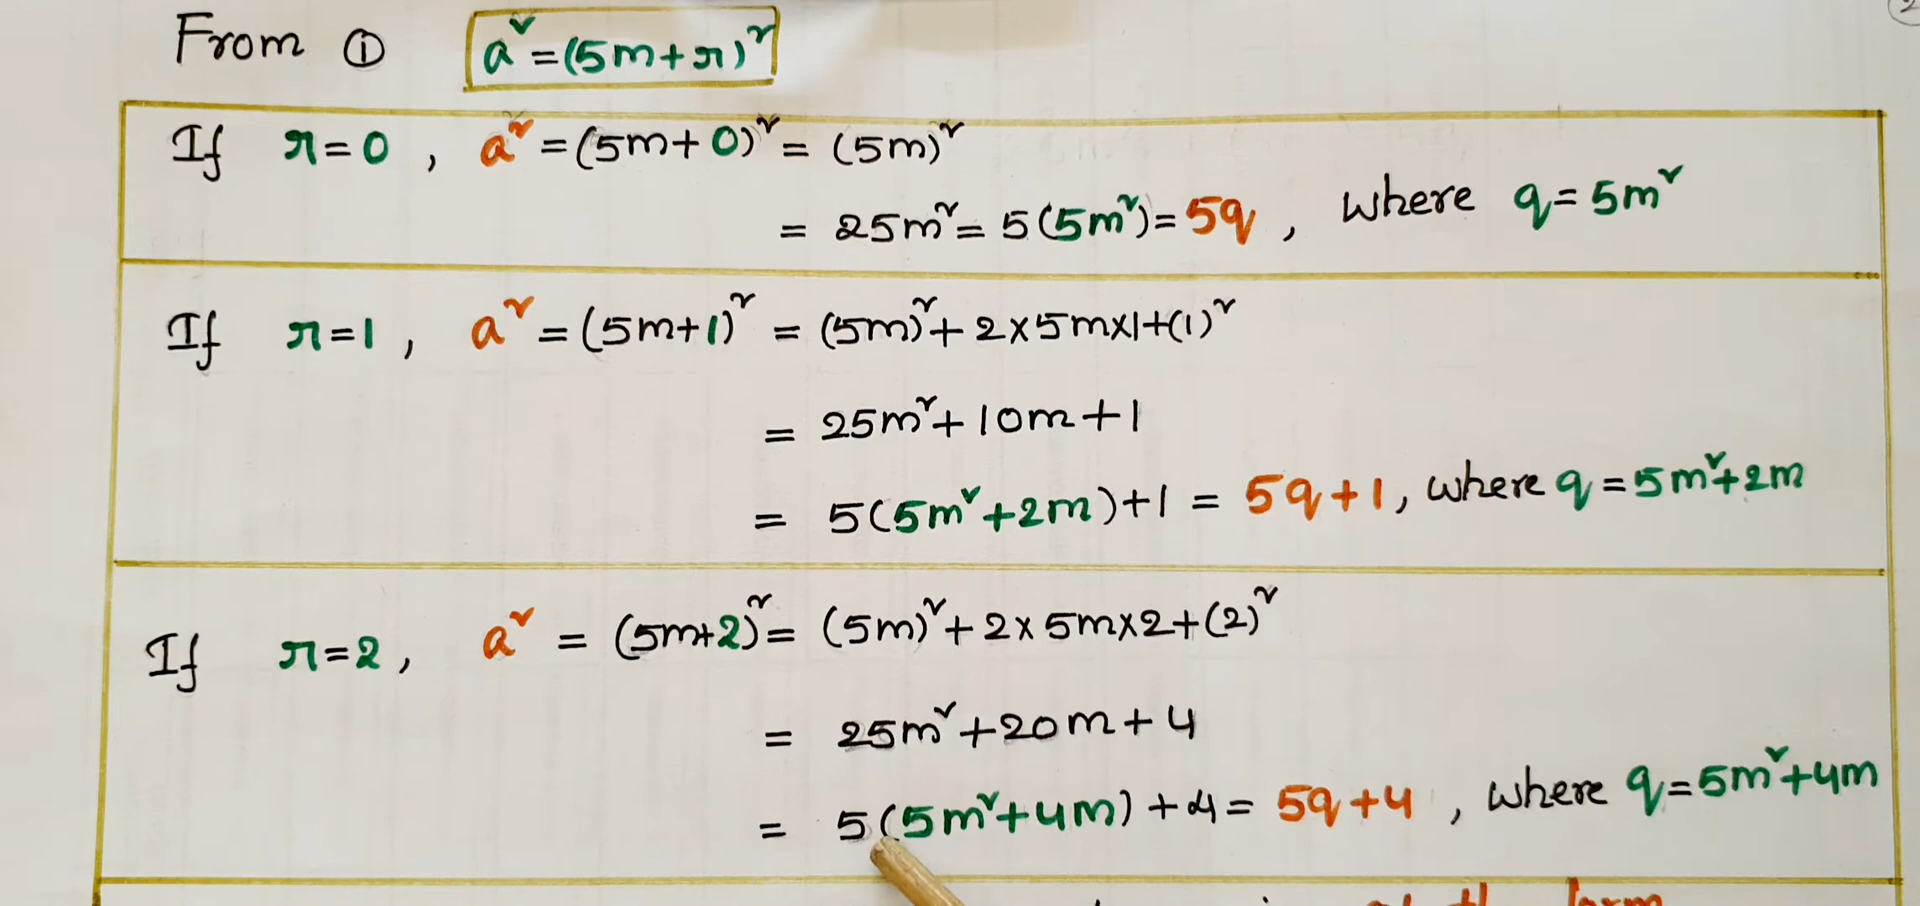 From ① a² = (5m+r)²
If r=0, a² = (5m+0)² = (5m)²
= 25m² = 5(5m²) = 5q, where q = 5m²
If r=1, a² = (5m+1)² = (5m)² + 2×5m×1+(1)²
= 25m² + 10m + 1
= 5(5m²+2m)+1 = 5q+1, where q = 5m²+2m
If r=2, a² = (5m+2)² = (5m)² + 2×5m×2+(2)²
= 25m² + 20m + 4
= 5(5m²+4m) + 4 = 5q+4, where q = 5m²+4m